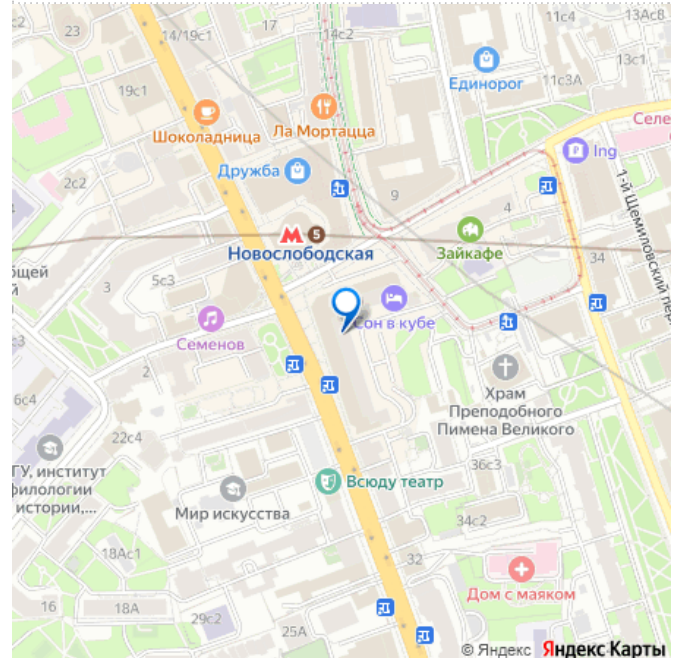 11с4
13Ас8
23
14/19с1
17
14с2
13с1
Единорог
11с3А
19с1
Шоколадница
Ла Мортацца
Селе
Ing
Дружба
2с2
9
4
1-й Щемиловский пер
5
Новослободская
Зайкафе
34
общей
й
3
5с3
Сон в кубе
Семенов
2
Храм
Преподобного
Пимена Великого
6с4
22с4
ГУ, институт
филологии
истории,...
Мир искусства
Всюду театр
36с3
34с2
18Ас1
32
Дом с маяком
16
18А
29с2
25А
© Яндекс Яндекс Карты